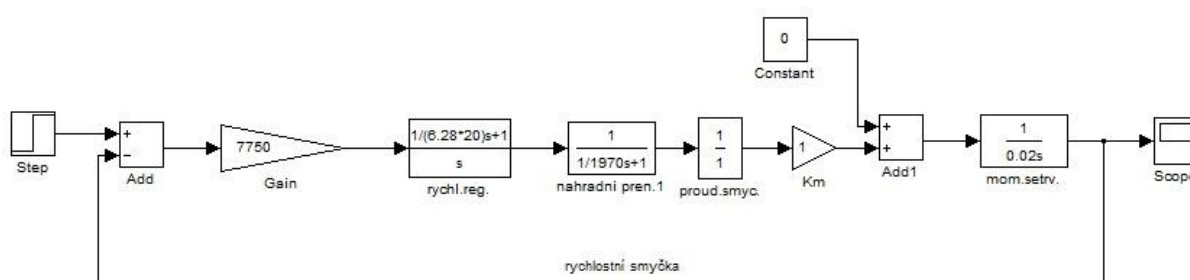 0
Constant
Step
+
−
Add
7750
Gain
1/(6.28*20)s+1
s
rychl.reg.
1
1/1970s+1
nahradni pren.1
1
1
proud.smyc.
1
Km
+
+
Add1
1
0.02s
mom.setrv.
Scope
rychlostní smyčka